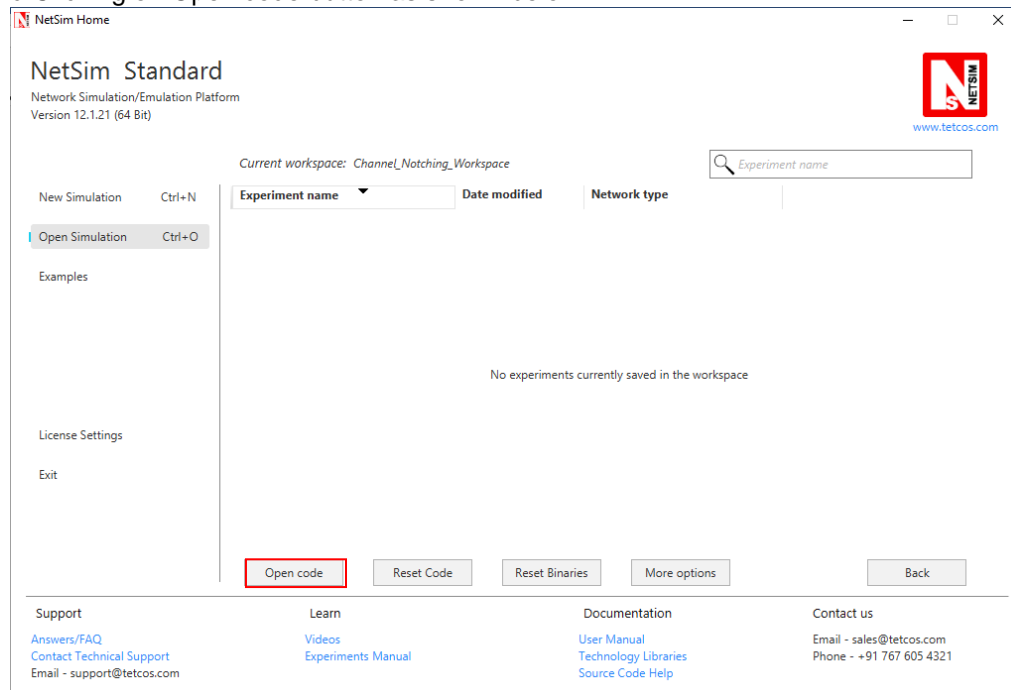 NetSim Home
NetSim Standard
Network Simulation/Emulation Platform
Version 12.1.21 (64 Bit)
NETSIM
www.tetcos.com
Current workspace: Channel_Notching_Workspace
Experiment name
New Simulation Ctrl+N
Experiment name Date modified Network type
Open Simulation Ctrl+O
Examples
No experiments currently saved in the workspace
License Settings
Exit
Open code Reset Code Reset Binaries More options Back
Support Learn Documentation Contact us
Answers/FAQ Videos User Manual Email - sales@tetcos.com
Contact Technical Support Experiments Manual Technology Libraries Phone - +91 767 605 4321
Email - support@tetcos.com Source Code Help